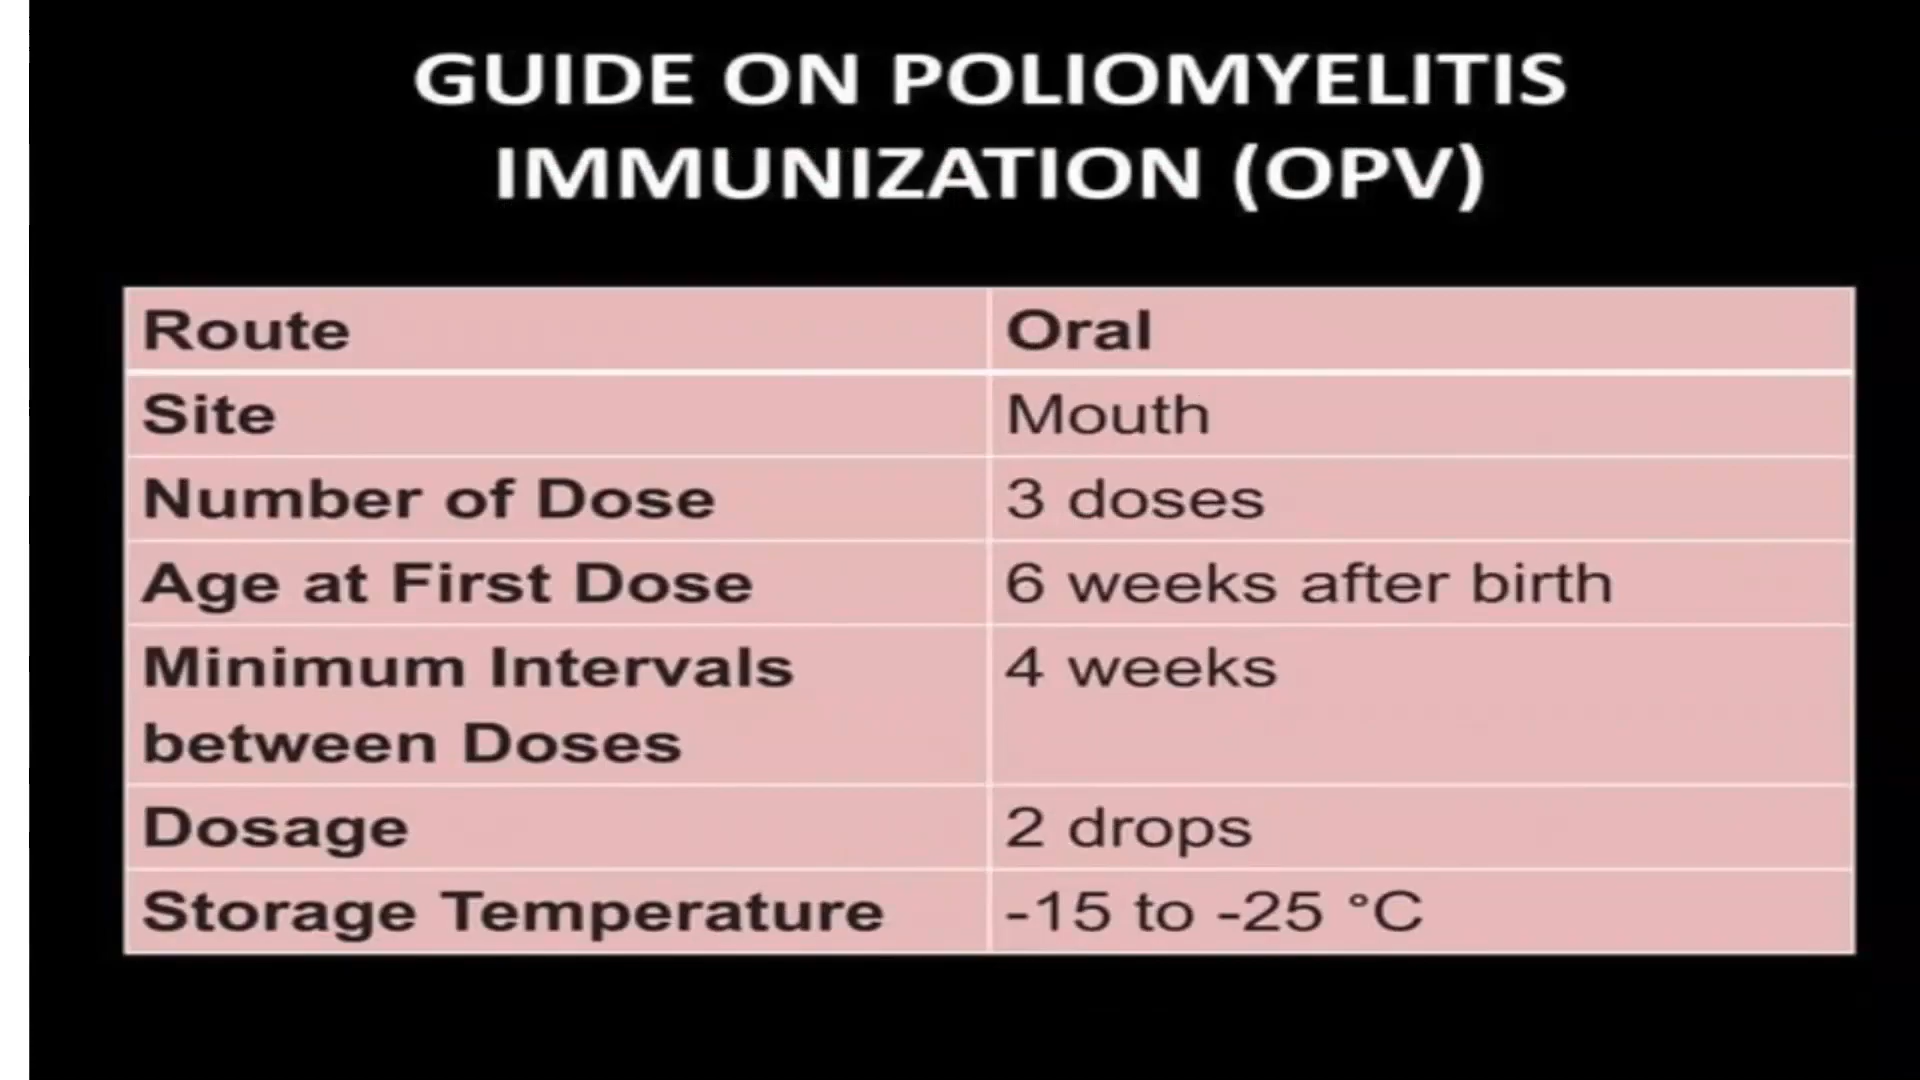 GUIDE ON POLIOMYELITIS
IMMUNIZATION (OPV)
Route Oral
Site Mouth
Number of Dose 3 doses
Age at First Dose 6 weeks after birth
Minimum Intervals 4 weeks
between Doses
Dosage 2 drops
Storage Temperature -15 to -25 °C